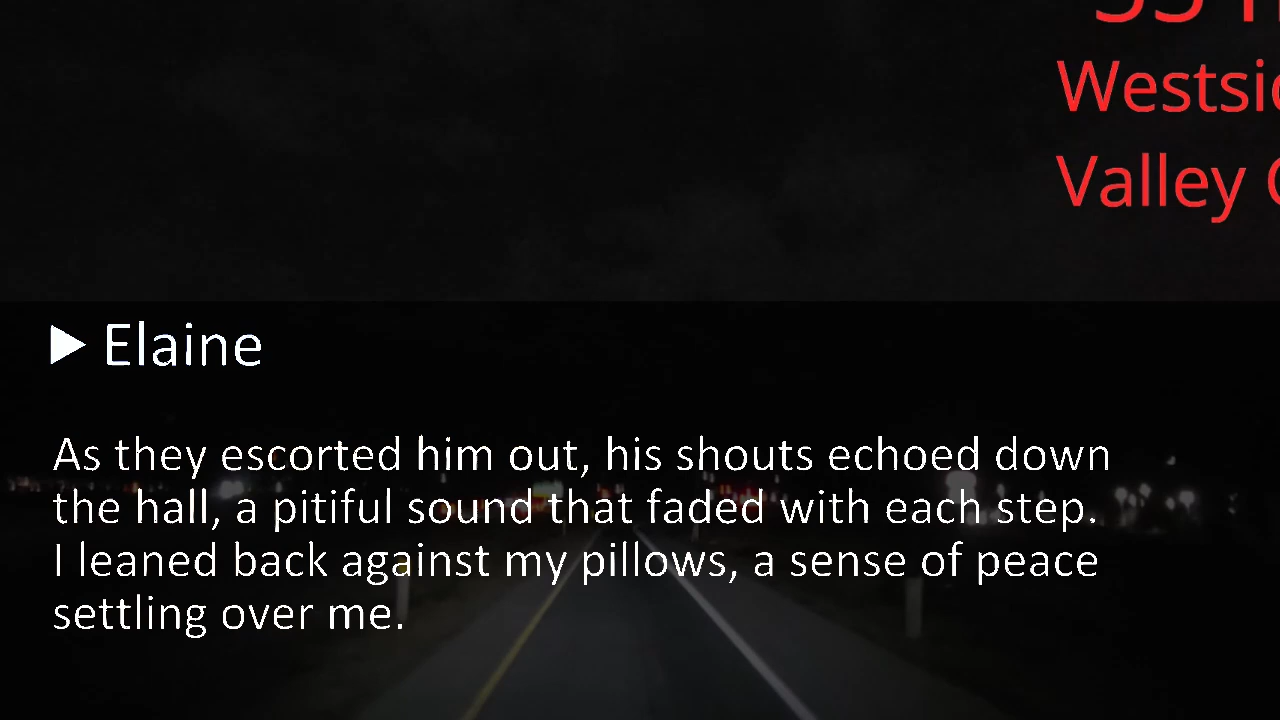 Elaine
As they escorted him out, his shouts echoed down
the hall, a pitiful sound that faded with each step.
I leaned back against my pillows, a sense of peace
settling over me.
Valley